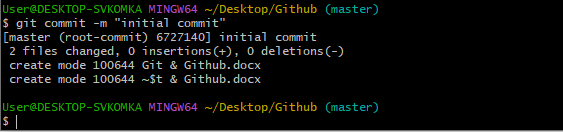 User@DESKTOP-SVKOMKA MINGW64 ~/Desktop/Github (master)
$ git commit -m "initial commit"
[master (root-commit) 6727140] initial commit
 2 files changed, 0 insertions(+), 0 deletions(-)
 create mode 100644 Git & Github.docx
 create mode 100644 ~$t & Github.docx
User@DESKTOP-SVKOMKA MINGW64 ~/Desktop/Github (master)
$